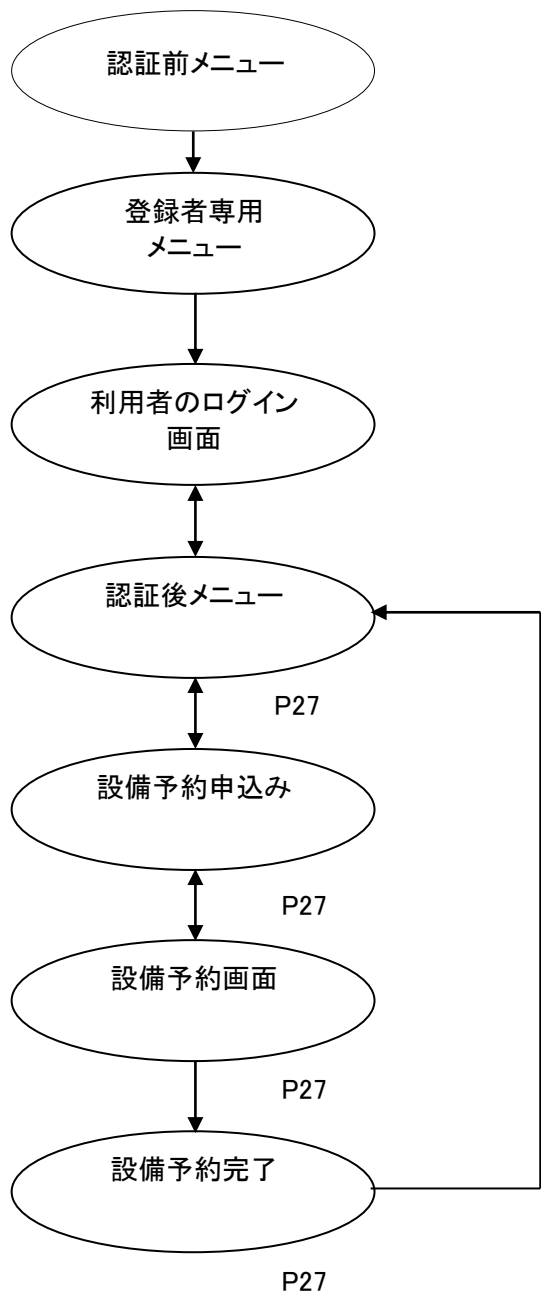 認証前メニュー
登録者専用
メニュー
利用者のログイン
画面
認証後メニュー
P27
設備予約申込み
P27
設備予約画面
P27
設備予約完了
P27